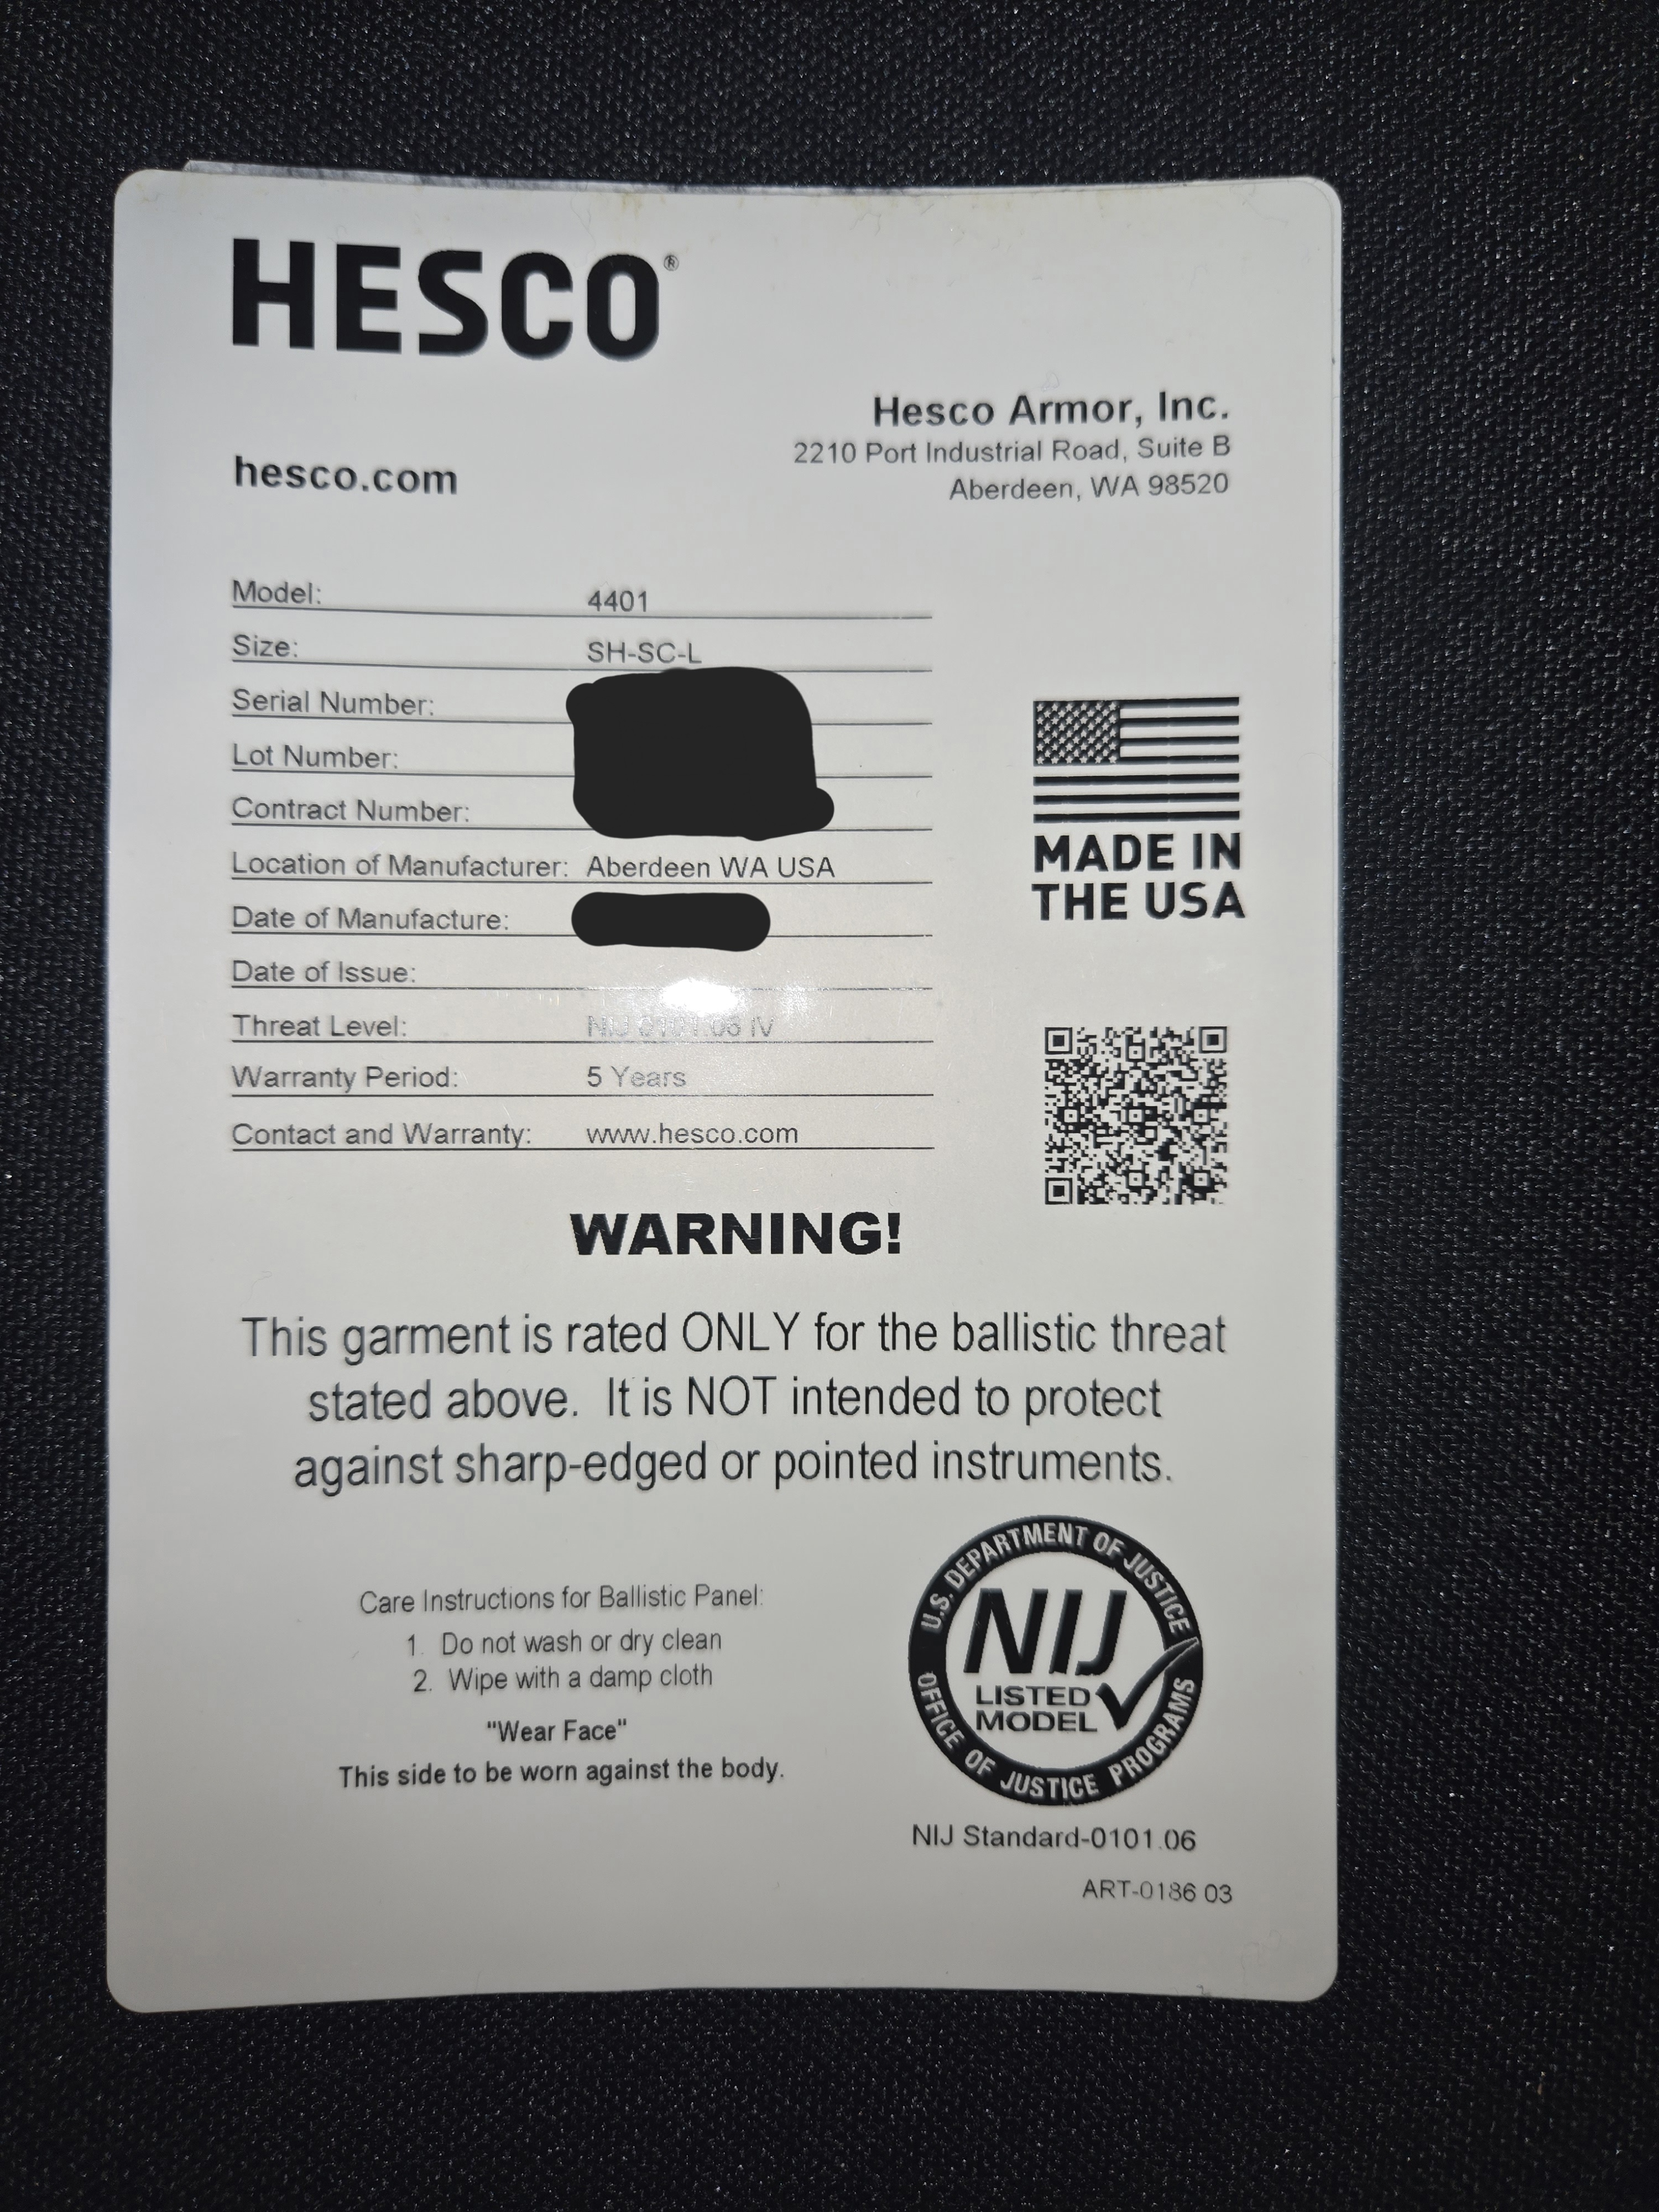 HESCO®
Hesco Armor, Inc.
2210 Port Industrial Road, Suite B
hesco.com
Aberdeen, WA 98520
Model: 4401
Size: SH-SC-L
Serial Number:
Lot Number:
Contract Number:
Location of Manufacturer: Aberdeen WA USA
Date of Manufacture:
Date of Issue:
Threat Level: NIJ 0101.06 IV
Warranty Period: 5 Years
Contact and Warranty: www.hesco.com
MADE IN
THE USA
WARNING!
This garment is rated ONLY for the ballistic threat
stated above. It is NOT intended to protect
against sharp-edged or pointed instruments.
Care Instructions for Ballistic Panel:
1. Do not wash or dry clean
2. Wipe with a damp cloth
"Wear Face"
This side to be worn against the body.
U.S. DEPARTMENT OF JUSTICE
NIJ
LISTED
MODEL
OFFICE OF JUSTICE PROGRAMS
NIJ Standard-0101.06
ART-0186 03